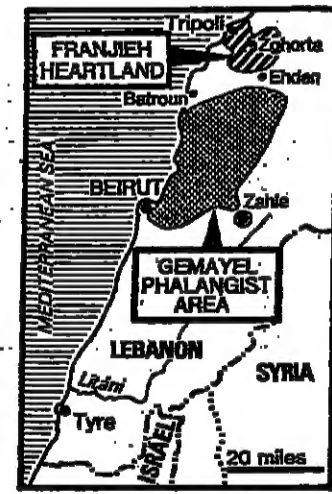 Tripoli
Zghorta
FRANJIEH
HEARTLAND
Ehden
Batroun
MEDITERRANEAN SEA
BEIRUT
Zahle
GEMAYEL
PHALANGIST
AREA
LEBANON
SYRIA
Litani
Tyre
ISRAEL
20 miles